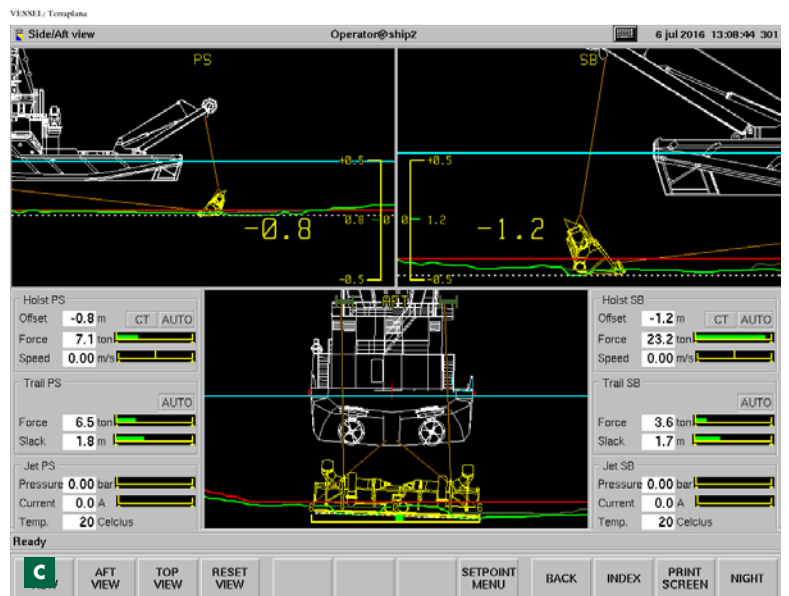 VESSEL: Terraplana
Side/Aft view
Operator@ship2
6 jul 2016 13:08:44 301
PS
SB
+0.5
+0.5
0.8
0
0
1.2
-0.8
-1.2
-0.5
-0.5
Hoist PS
Offset -0.8 m CT AUTO
Force 7.1 ton
Speed 0.00 m/s
Trail PS
AUTO
Force 6.5 ton
Slack 1.8 m
Jet PS
Pressure 0.00 bar
Current 0.0 A
Temp. 20 Celcius
AFT
6
6
Hoist SB
Offset -1.2 m CT AUTO
Force 23.2 ton
Speed 0.00 m/s
Trail SB
AUTO
Force 3.6 ton
Slack 1.7 m
Jet SB
Pressure 0.00 bar
Current 0.0 A
Temp. 20 Celcius
Ready
C
AFT VIEW
TOP VIEW
RESET VIEW
SETPOINT MENU
BACK
INDEX
PRINT SCREEN
NIGHT